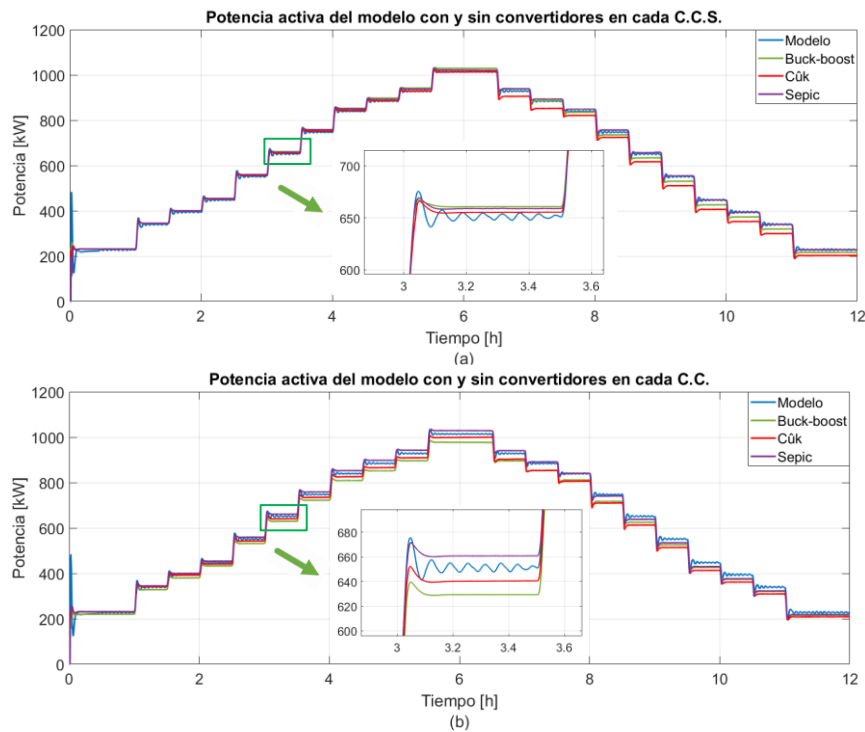 Potencia activa del modelo con y sin convertidores en cada C.C.S.
1200
1000
800
600
400
200
0
Potencia [kW]
Modelo
Buck-boost
Cûk
Sepic
700
650
600
3
3.2
3.4
3.6
0
2
4
6
8
10
12
Tiempo [h]
(a)
Potencia activa del modelo con y sin convertidores en cada C.C.
1200
1000
800
600
400
200
0
Potencia [kW]
Modelo
Buck-boost
Cûk
Sepic
680
660
640
620
600
3
3.2
3.4
3.6
0
2
4
6
8
10
12
Tiempo [h]
(b)